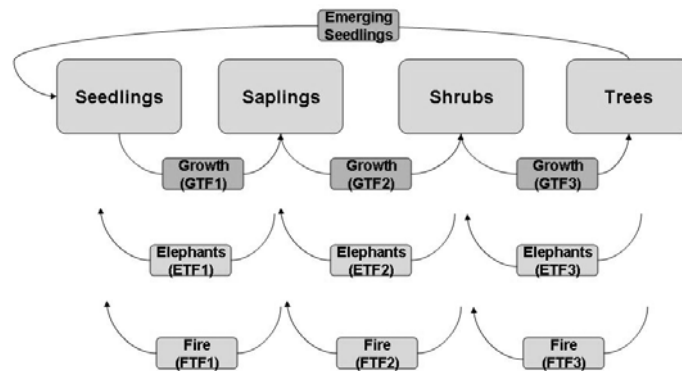 Emerging
Seedlings
Seedlings
Saplings
Shrubs
Trees
Growth
(GTF1)
Growth
(GTF2)
Growth
(GTF3)
Elephants
(ETF1)
Elephants
(ETF2)
Elephants
(ETF3)
Fire
(FTF1)
Fire
(FTF2)
Fire
(FTF3)